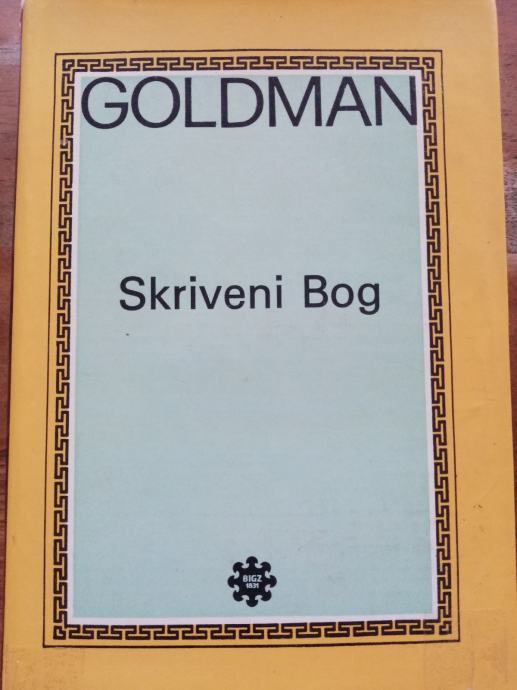 GOLDMAN
Skriveni Bog
BIGZ
1831